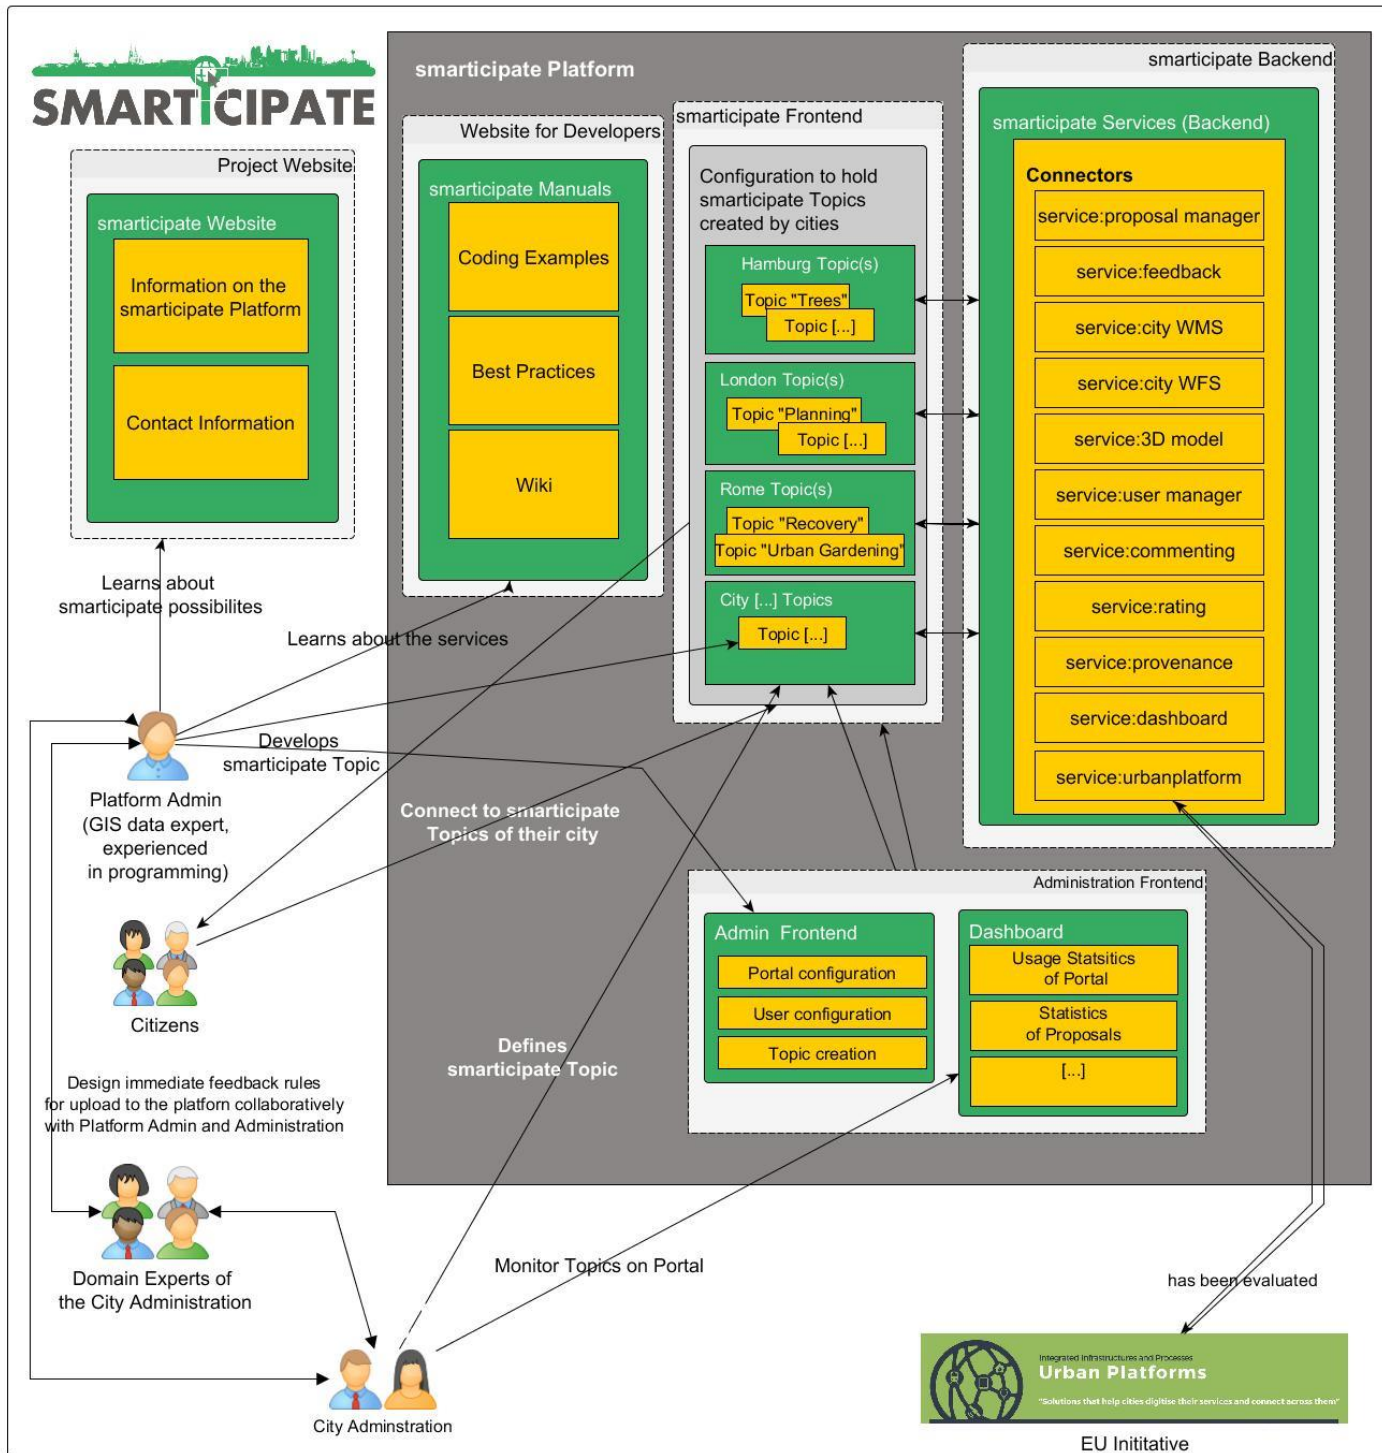 SMARTICIPATE
smarticipate Platform
Project Website
smarticipate Website
Information on the
smarticipate Platform
Contact Information
Website for Developers
smarticipate Manuals
Coding Examples
Best Practices
Wiki
smarticipate Frontend
Configuration to hold
smarticipate Topics
created by cities
Hamburg Topic(s)
Topic "Trees"
Topic [...]
London Topic(s)
Topic "Planning"
Topic [...]
Rome Topic(s)
Topic "Recovery"
Topic "Urban Gardening"
City [...] Topics
Topic [...]
smarticipate Backend
smarticipate Services (Backend)
Connectors
service:proposal manager
service:feedback
service:city WMS
service:city WFS
service:3D model
service:user manager
service:commenting
service:rating
service:provenance
service:dashboard
service:urbanplatform
Learns about
smarticipate possibilites
Learns about the services
Develops
smarticipate Topic
Platform Admin
(GIS data expert,
experienced
in programming)
Connect to smarticipate
Topics of their city
Citizens
Administration Frontend
Admin Frontend
Portal configuration
User configuration
Topic creation
Dashboard
Usage Statsitics
of Portal
Statistics
of Proposals
[...]
Defines
smarticipate Topic
Design immediate feedback rules
for upload to the platforn collaboratively
with Platform Admin and Administration
Domain Experts of
the City Administration
Monitor Topics on Portal
City Adminstration
has been evaluated
Integrated Infrastructures and Processes
Urban Platforms
"Solutions that help cities digitise their services and connect across them"
EU Inititative